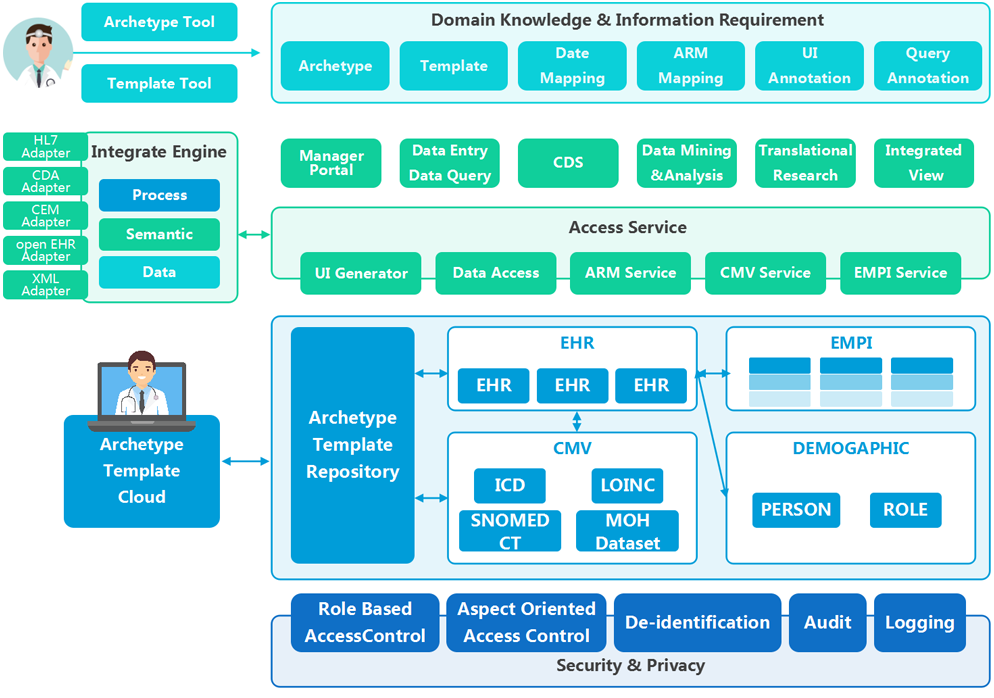 Archetype Tool
Template Tool
Domain Knowledge & Information Requirement
Archetype
Template
Date
Mapping
ARM
Mapping
UI
Annotation
Query
Annotation
HL7
Adapter
CDA
Adapter
CEM
Adapter
open EHR
Adapter
XML
Adapter
Integrate Engine
Process
Semantic
Data
Manager
Portal
Data Entry
Data Query
CDS
Data Mining
&Analysis
Translational
Research
Integrated
View
Access Service
UI Generator
Data Access
ARM Service
CMV Service
EMPI Service
Archetype
Template
Cloud
Archetype
Template
Repository
EHR
EHR
EHR
EHR
EMPI
CMV
ICD
LOINC
SNOMED
CT
MOH
Dataset
DEMOGAPHIC
PERSON
ROLE
Role Based
AccessControl
Aspect Oriented
Access Control
De-identification
Audit
Logging
Security & Privacy